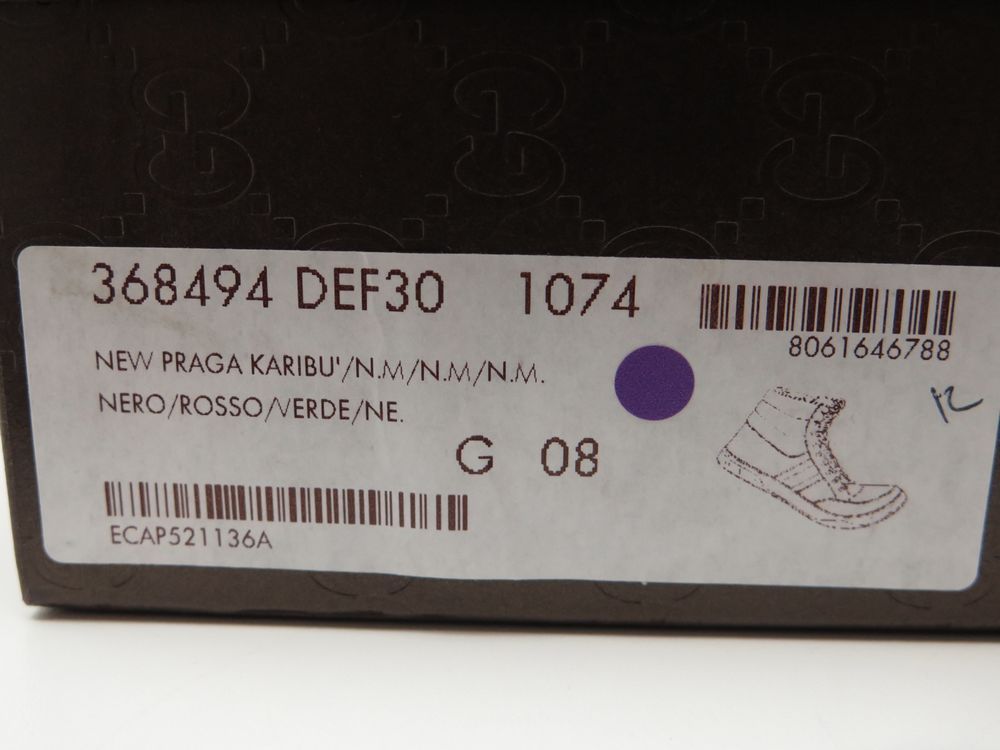 368494 DEF30 1074
8061646788
NEW PRAGA KARIBU'/N.M/N.M/N.M.
NERO/ROSSO/VERDE/NE.
12
G 08
ECAP521136A